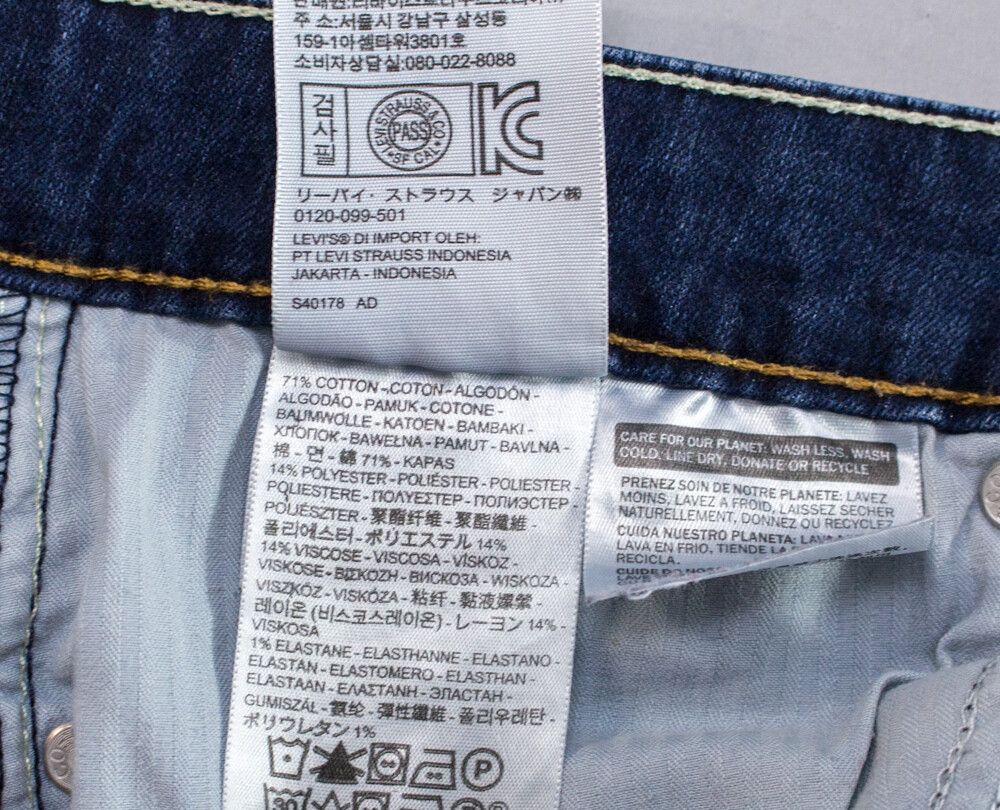 주 소:서울시 강남구 삼성동
159-1아셈타워3801호
소비자상담실:080-022-8088
검사필
LEVI STRAUSS & CO
PASS
SF CAL
リーバイ・ストラウス ジャパン㈱
0120-099-501
LEVI'S® DI IMPORT OLEH:
PT LEVI STRAUSS INDONESIA
JAKARTA - INDONESIA
S40178 AD
71% COTTON - COTON - ALGODÓN -
ALGODÃO - PAMUK - COTONE -
BAUMWOLLE - KATOEN - BAMBAKI -
ХЛОПОК - BAWEŁNA - PAMUT - BAVLNA -
棉 - 면 - 綿 71% - KAPAS
14% POLYESTER - POLIÉSTER - POLIESTER -
POLIESTERE - ΠΟΛΥΕΣΤΕΡ - ПОЛИЭСТЕР -
POLIÉSZTER - 聚酯纤维 - 聚酯纖維 -
폴리에스터 - ポリエステル 14%
14% VISCOSE - VISCOSA - VİSKOZ -
VISKOSE - ΒΙΣΚΟΖΗ - ВИСКОЗА - WISKOZA -
VISZKÓZ - VISKÓZA - 粘纤 - 黏液嫘縈 -
레이온 (비스코스레이온) - レーヨン 14% -
VISKOSA
1% ELASTANE - ELASTHANNE - ELASTANO -
ELASTAN - ELASTOMERO - ELASTHAN -
ELASTAAN - ΕΛΑΣΤΑΝΗ - ЭЛАСТАН -
GUMISZÁL - 氨纶 - 彈性纖維 - 폴리우레탄 -
ポリウレタン 1%
P
30
CARE FOR OUR PLANET: WASH LESS, WASH
COLD, LINE DRY, DONATE OR RECYCLE
PRENEZ SOIN DE NOTRE PLANETE: LAVEZ
MOINS, LAVEZ A FROID, LAISSEZ SECHER
NATURELLEMENT, DONNEZ OU RECYCLEZ
CUIDA NUESTRO PLANETA:
LAVA EN FRIO, TIENDE LA
RECICLA.